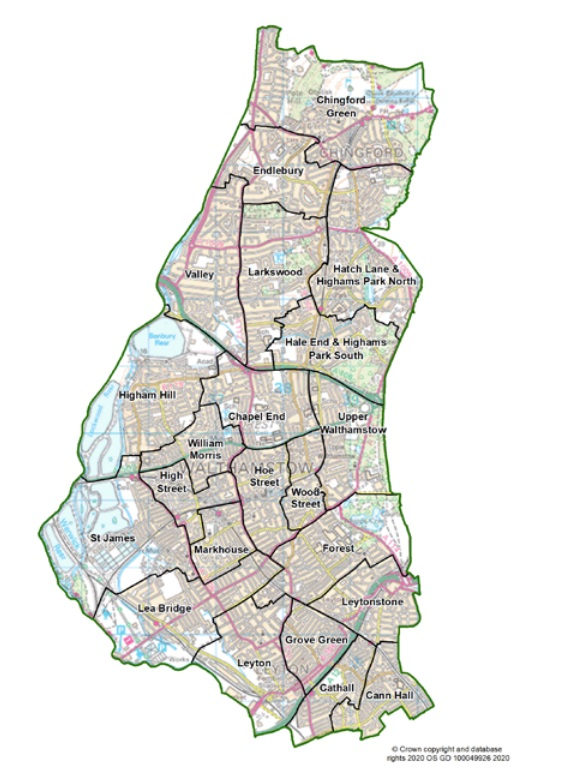 Chingford
Green
CHINGFORD
Endlebury
Valley
Larkswood
Hatch Lane &
Highams Park North
Hale End & Highams
Park South
Banbury
Resr
Higham Hill
Chapel End
Upper
Walthamstow
William
Morris
WALTHAMSTOW
High
Street
Hoe
Street
Wood
Street
St James
Markhouse
Forest
Lea Bridge
Leytonstone
Grove Green
Leyton
LEYTON
Cathall
Cann Hall
© Crown copyright and database
rights 2020 OS GD 100049926 2020